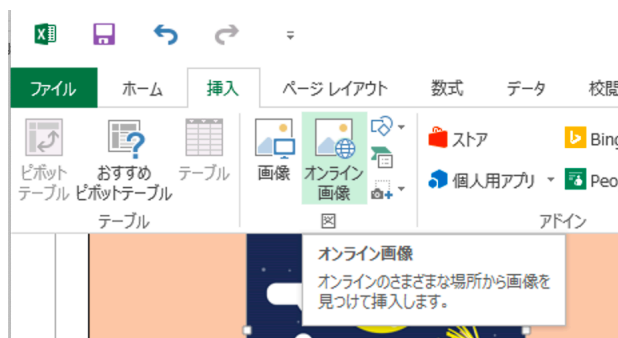 ファイル ホーム 挿入 ページ レイアウト 数式 データ 校閲
ピボット
テーブル
おすすめ
ピボットテーブル
テーブル
画像
オンライン
画像
ストア
個人用アプリ
Bing
Peo
テーブル 図 アドイン
オンライン画像
オンラインのさまざまな場所から画像を
見つけて挿入します。